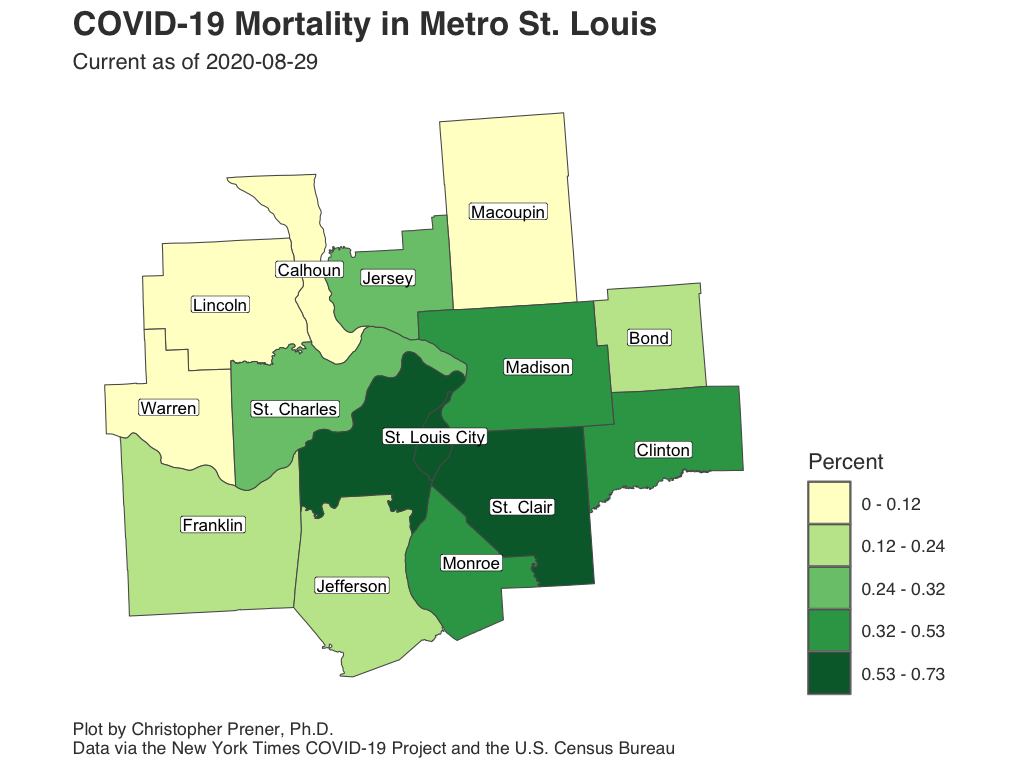 COVID-19 Mortality in Metro St. Louis
Current as of 2020-08-29
Macoupin
Calhoun
Jersey
Lincoln
Bond
Madison
Warren
St. Charles
St. Louis City
Clinton
St. Clair
Franklin
Monroe
Jefferson
Percent
0 - 0.12
0.12 - 0.24
0.24 - 0.32
0.32 - 0.53
0.53 - 0.73
Plot by Christopher Prener, Ph.D.
Data via the New York Times COVID-19 Project and the U.S. Census Bureau